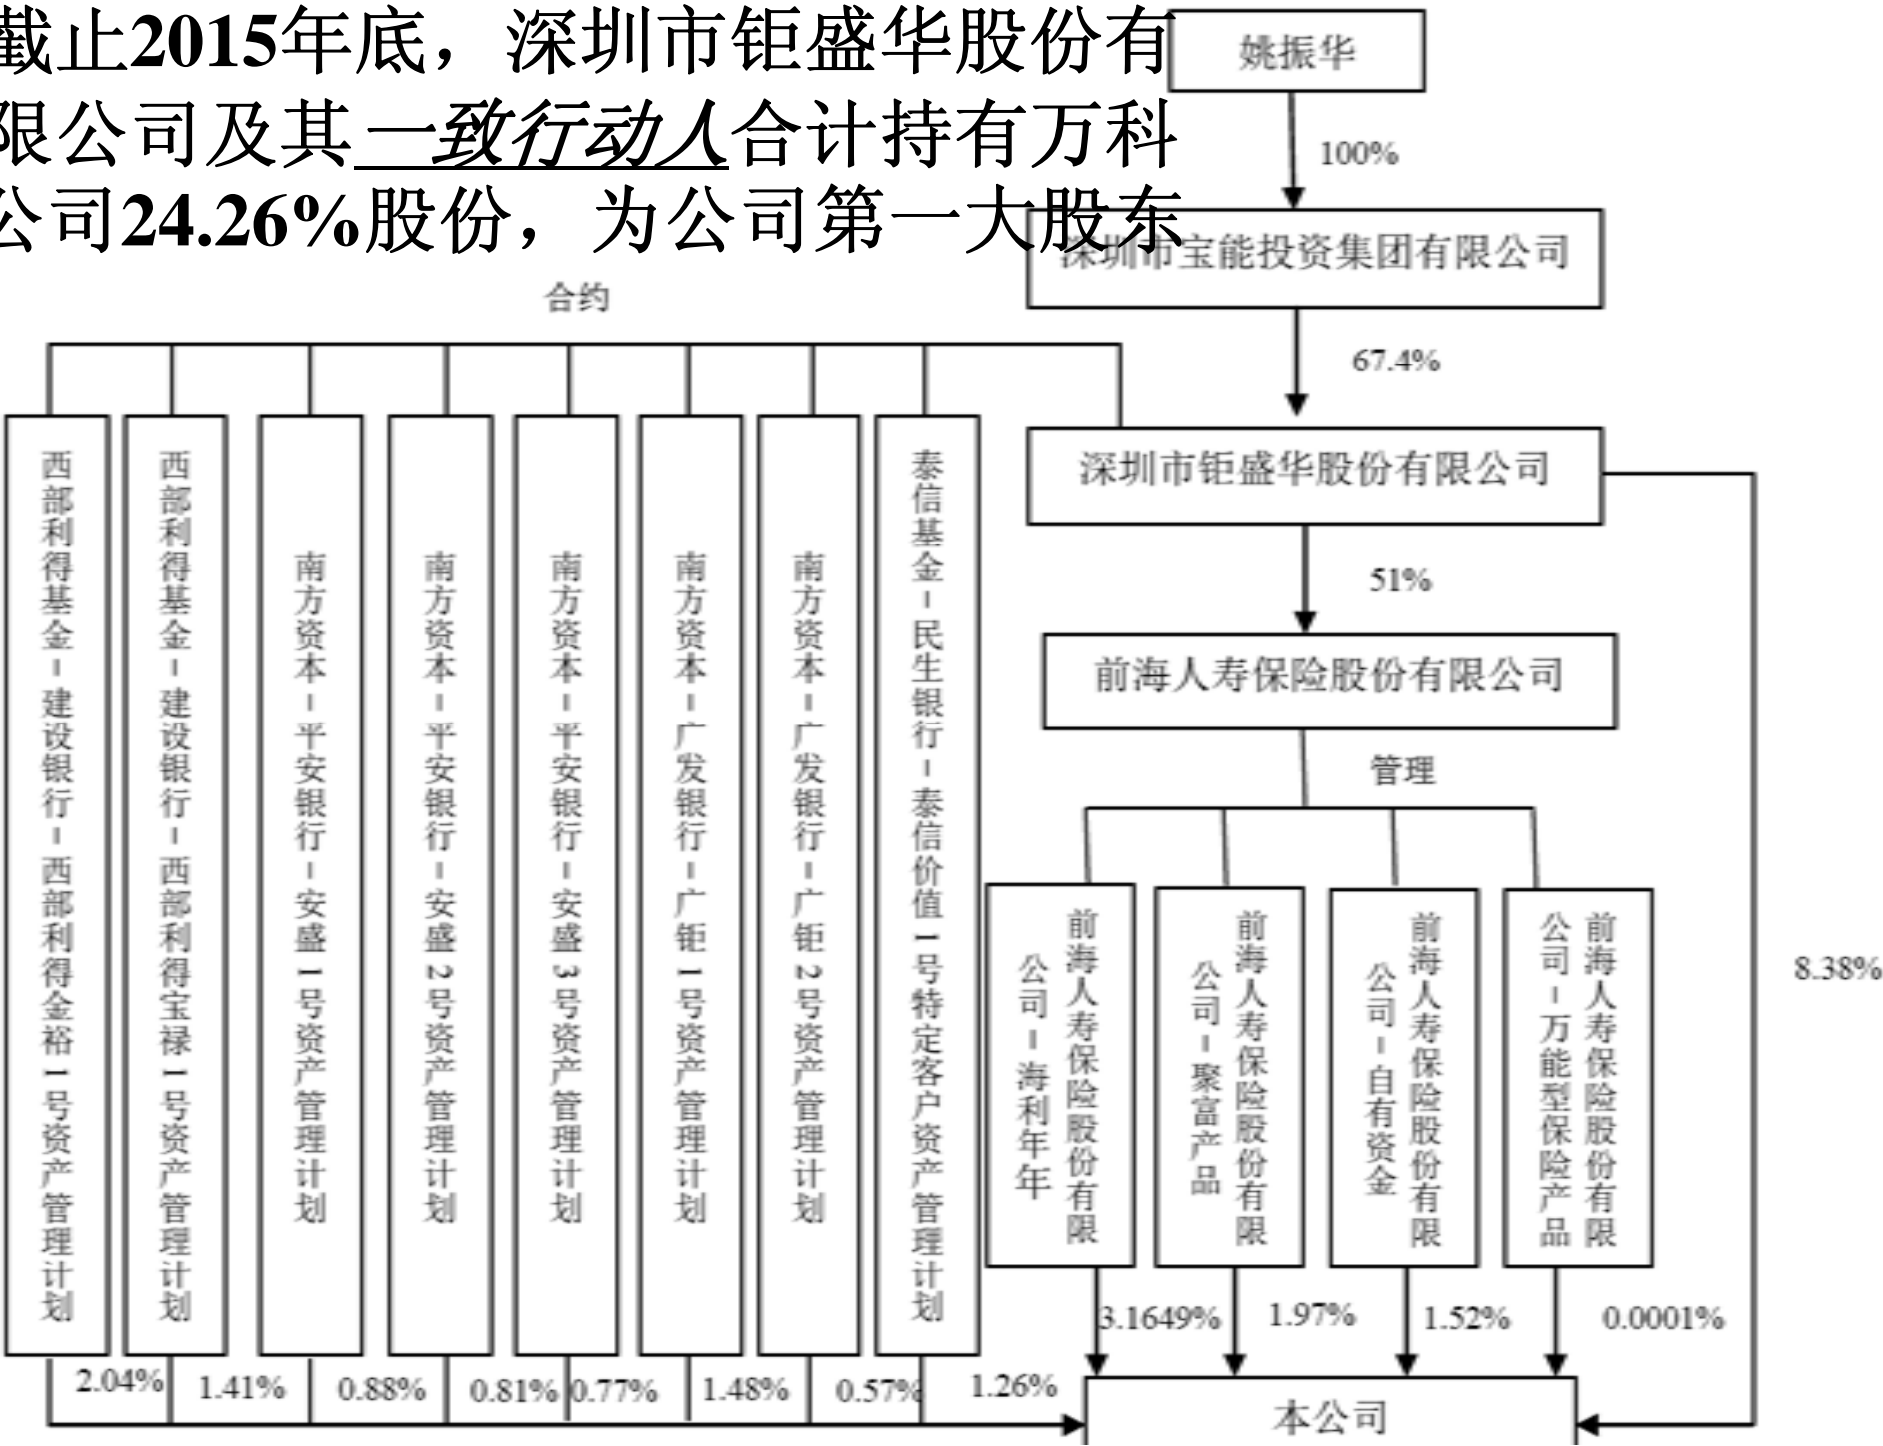 截止2015年底，深圳市钜盛华股份有
限公司及其一致行动人合计持有万科
公司24.26%股份，为公司第一大股东
姚振华
100%
深圳市宝能投资集团有限公司
67.4%
合约
深圳市钜盛华股份有限公司
51%
前海人寿保险股份有限公司
管理
8.38%
西部利得基金－建设银行－西部利得金裕1号资产管理计划
西部利得基金－建设银行－西部利得宝禄1号资产管理计划
南方资本－平安银行－安盛1号资产管理计划
南方资本－平安银行－安盛2号资产管理计划
南方资本－平安银行－安盛3号资产管理计划
南方资本－广发银行－广钜1号资产管理计划
南方资本－广发银行－广钜2号资产管理计划
泰信基金－民生银行－泰信价值1号特定客户资产管理计划
前海人寿保险股份有限
公司－海利年年
前海人寿保险股份有限
公司－聚富产品
前海人寿保险股份有限
公司－自有资金
前海人寿保险股份有限
公司－万能型保险产品
3.1649%
1.97%
1.52%
0.0001%
2.04%
1.41%
0.88%
0.81%
0.77%
1.48%
0.57%
1.26%
本公司